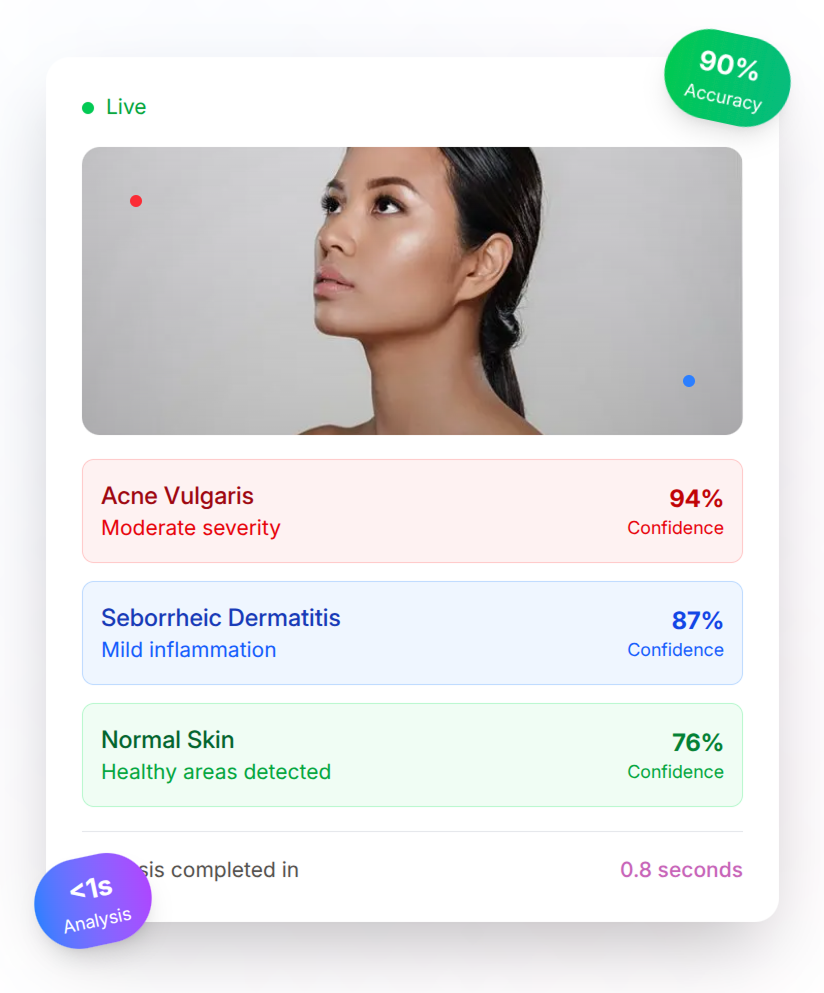 90%
Accuracy
Live
Acne Vulgaris
94%
Moderate severity
Confidence
Seborrheic Dermatitis
87%
Mild inflammation
Confidence
Normal Skin
76%
Healthy areas detected
Confidence
sis completed in
0.8 seconds
<1s
Analysis